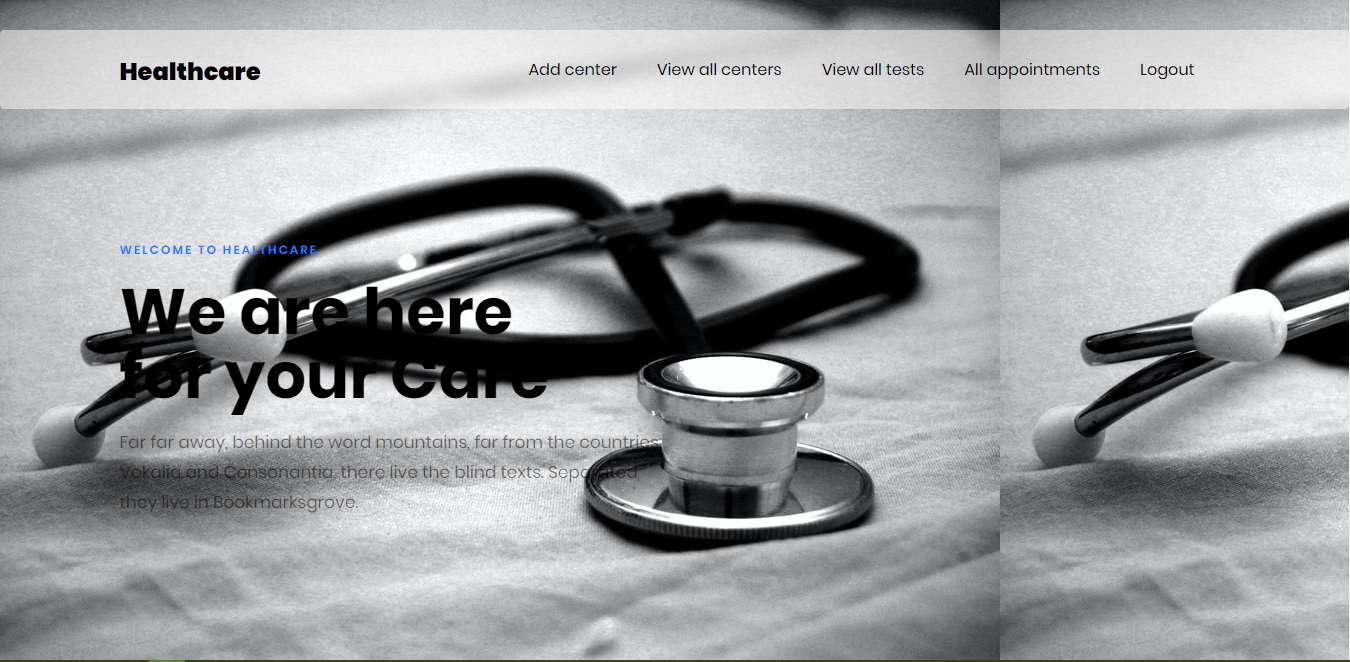 Healthcare
Add center
View all centers
View all tests
All appointments
Logout
WELCOME TO HEALTHCARE
We are here
for your Care
Far far away, behind the word mountains, far from the countries
Vokalia and Consonantia, there live the blind texts. Separated
they live in Bookmarksgrove.